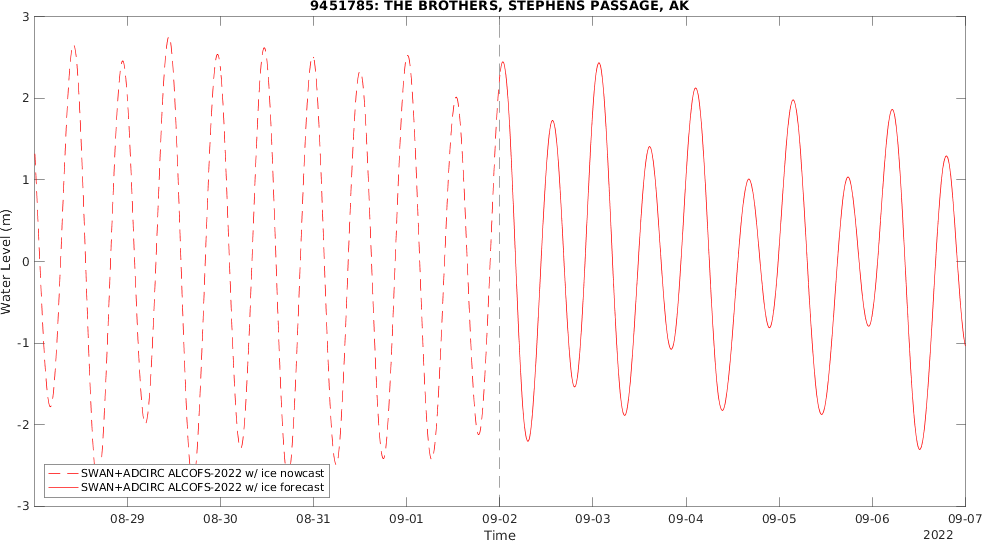 9451785: THE BROTHERS, STEPHENS PASSAGE, AK
3
2
1
0
-1
-2
-3
Water Level (m)
SWAN+ADCIRC ALCOFS-2022 w/ ice nowcast
SWAN+ADCIRC ALCOFS-2022 w/ ice forecast
08-29 08-30 08-31 09-01 09-02 09-03 09-04 09-05 09-06 09-07
Time
2022